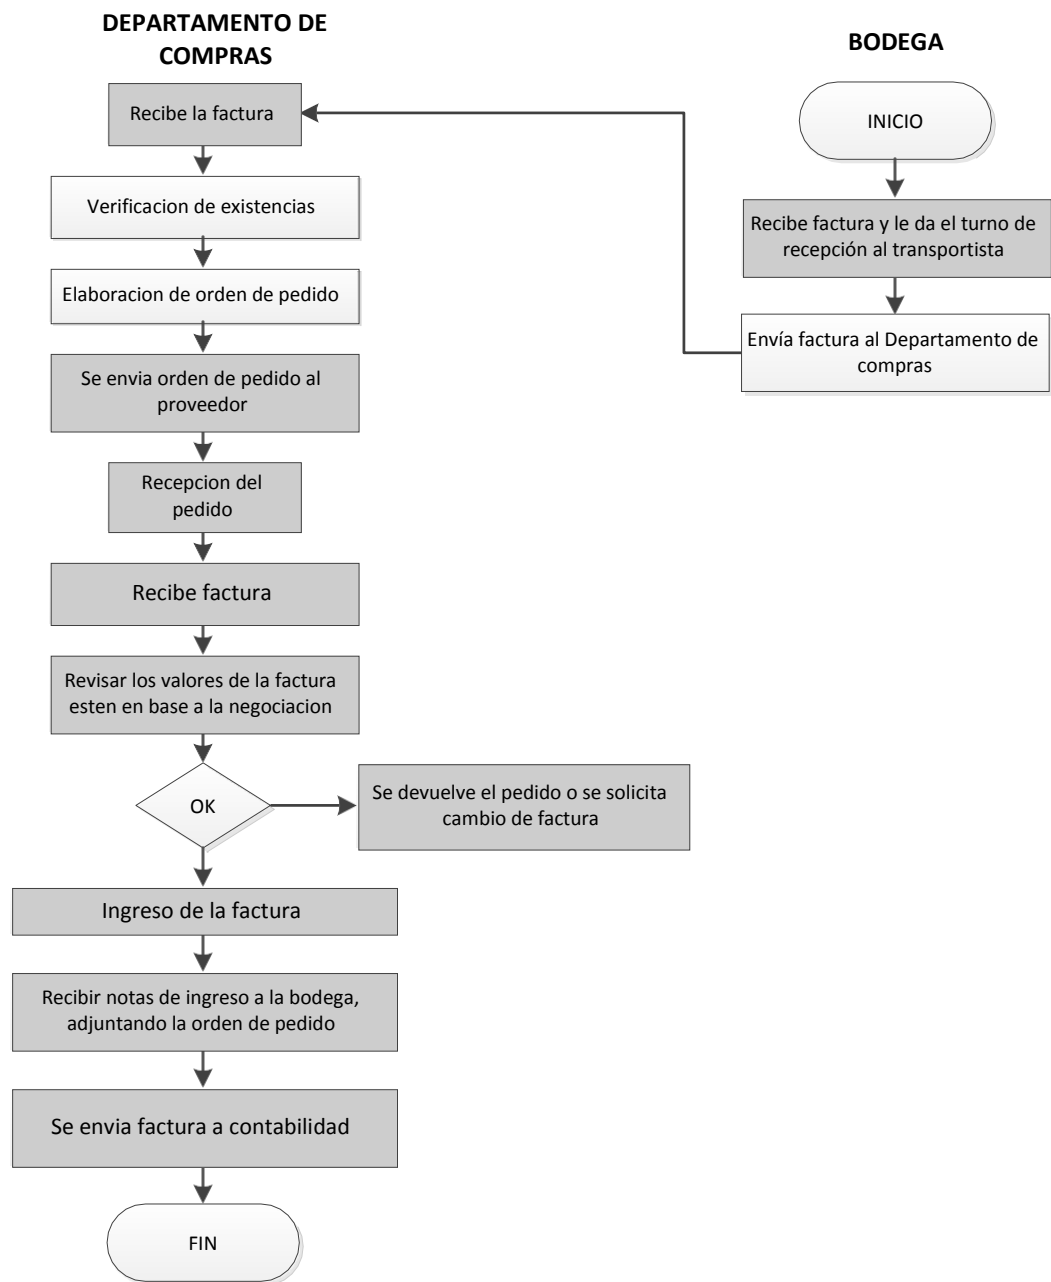 DEPARTAMENTO DE
COMPRAS
BODEGA
Recibe la factura
INICIO
Verificacion de existencias
Recibe factura y le da el turno de
recepción al transportista
Elaboracion de orden de pedido
Envía factura al Departamento de
compras
Se envia orden de pedido al
proveedor
Recepcion del
pedido
Recibe factura
Revisar los valores de la factura
esten en base a la negociacion
OK
Se devuelve el pedido o se solicita
cambio de factura
Ingreso de la factura
Recibir notas de ingreso a la bodega,
adjuntando la orden de pedido
Se envia factura a contabilidad
FIN